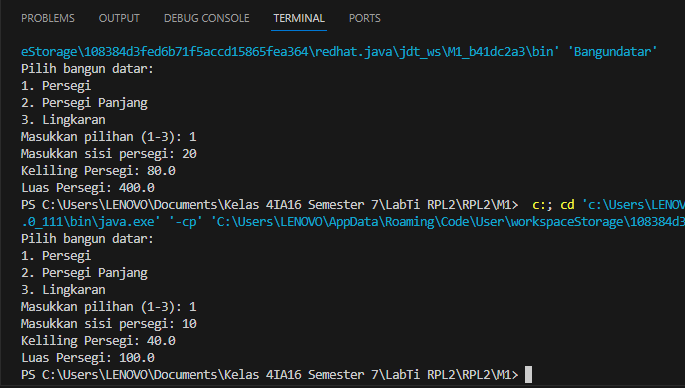 PROBLEMS OUTPUT DEBUG CONSOLE TERMINAL PORTS
eStorage\108384d3fed6b71f5accd15865fea364\redhat.java\jdt_ws\M1_b41dc2a3\bin' 'Bangundatar'
Pilih bangun datar:
1. Persegi
2. Persegi Panjang
3. Lingkaran
Masukkan pilihan (1-3): 1
Masukkan sisi persegi: 20
Keliling Persegi: 80.0
Luas Persegi: 400.0
PS C:\Users\LENOVO\Documents\Kelas 4IA16 Semester 7\LabTi RPL2\RPL2\M1>  c:; cd 'c:\Users\LENOV
.0_111\bin\java.exe' '-cp' 'C:\Users\LENOVO\AppData\Roaming\Code\User\workspaceStorage\108384d3
Pilih bangun datar:
1. Persegi
2. Persegi Panjang
3. Lingkaran
Masukkan pilihan (1-3): 1
Masukkan sisi persegi: 10
Keliling Persegi: 40.0
Luas Persegi: 100.0
PS C:\Users\LENOVO\Documents\Kelas 4IA16 Semester 7\LabTi RPL2\RPL2\M1>